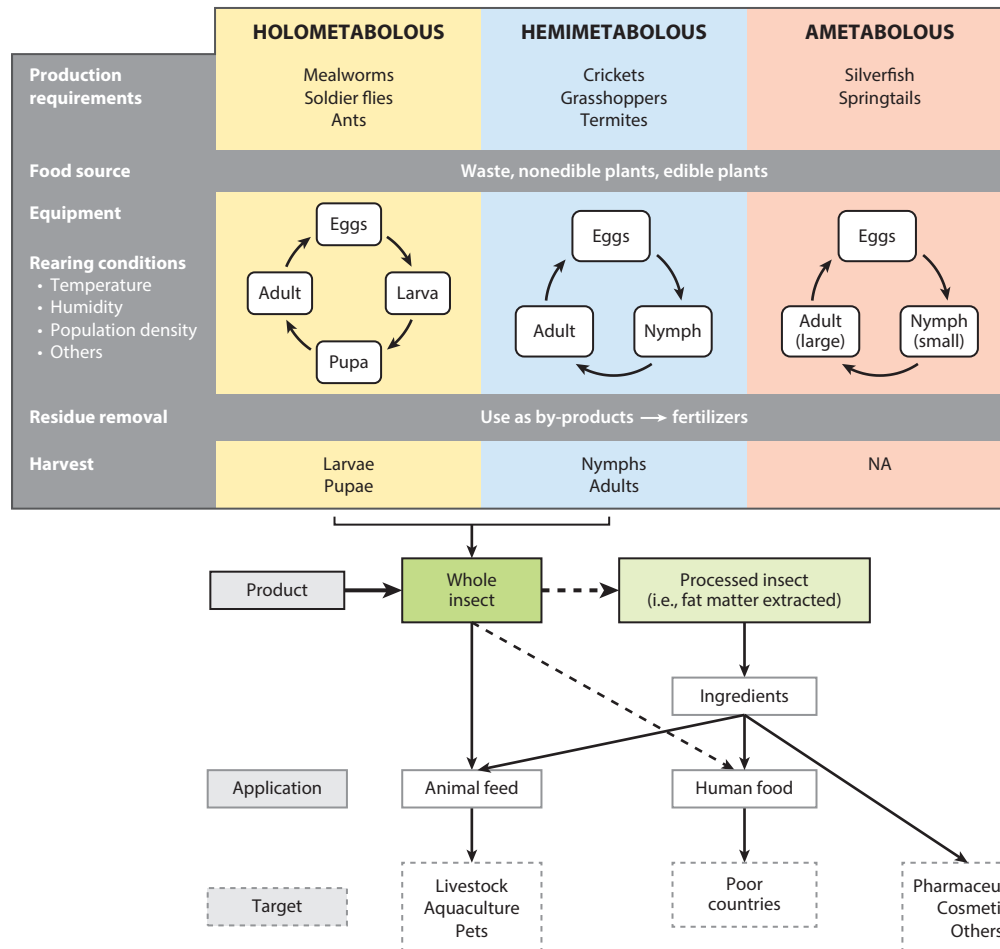 HOLOMETABOLOUS
HEMIMETABOLOUS
AMETABOLOUS
Production
requirements
Mealworms
Soldier flies
Ants
Crickets
Grasshoppers
Termites
Silverfish
Springtails
Food source
Waste, nonedible plants, edible plants
Equipment
Rearing conditions
• Temperature
• Humidity
• Population density
• Others
Eggs
Adult
Larva
Pupa
Eggs
Adult
Nymph
Eggs
Adult
(large)
Nymph
(small)
Residue removal
Use as by-products → fertilizers
Harvest
Larvae
Pupae
Nymphs
Adults
NA
Product
Whole
insect
Processed insect
(i.e., fat matter extracted)
Ingredients
Application
Animal feed
Human food
Target
Livestock
Aquaculture
Pets
Poor
countries
Others